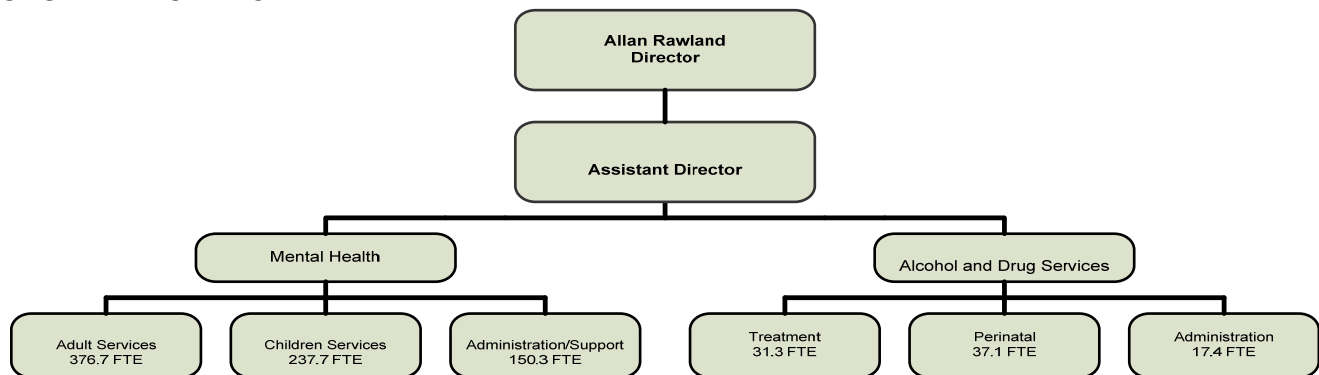 Allan Rawland
Director
Assistant Director
Mental Health
Alcohol and Drug Services
Adult Services
376.7 FTE
Children Services
237.7 FTE
Administration/Support
150.3 FTE
Treatment
31.3 FTE
Perinatal
37.1 FTE
Administration
17.4 FTE